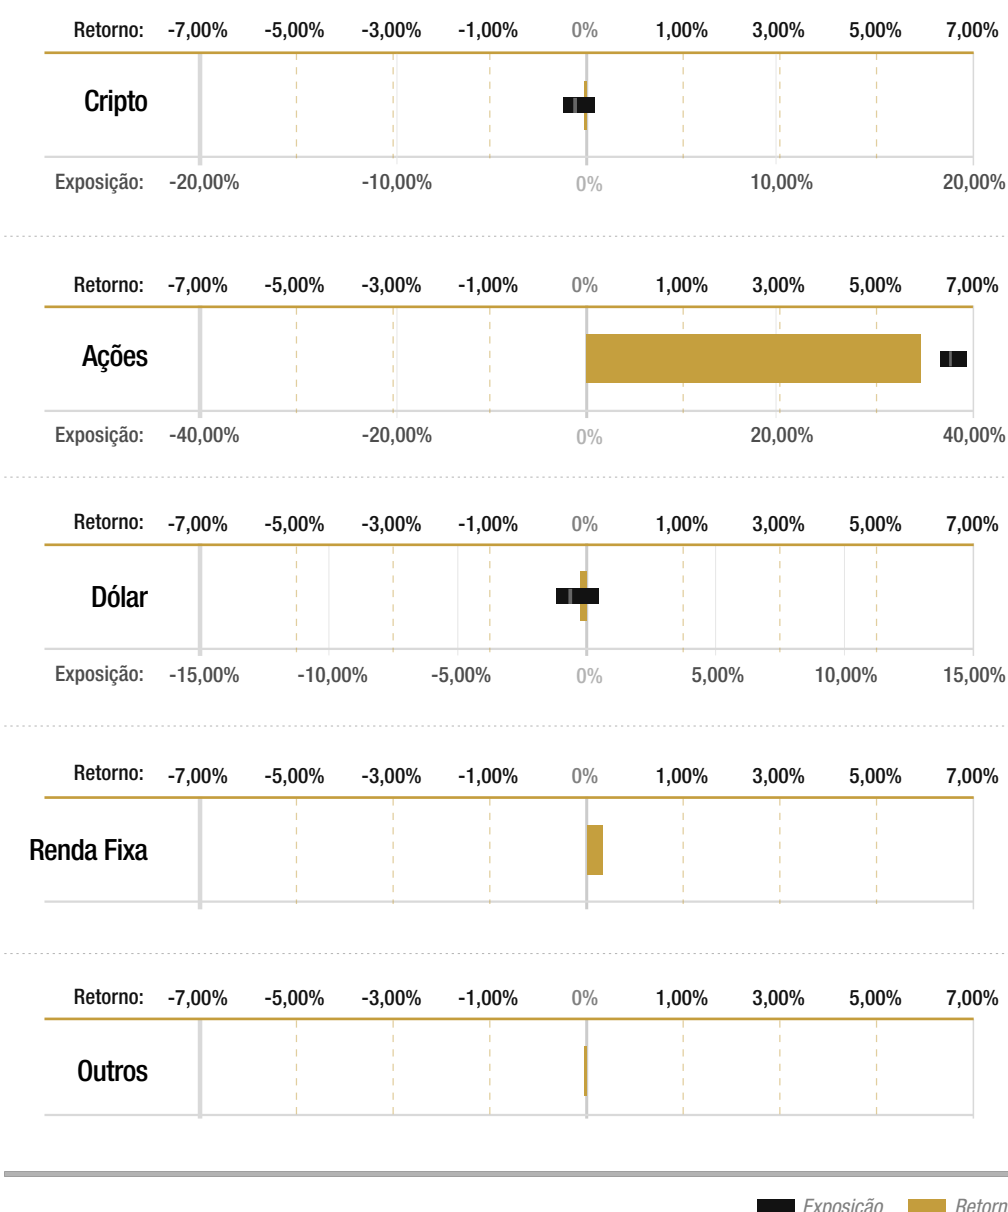 Retorno: -7,00% -5,00% -3,00% -1,00% 0% 1,00% 3,00% 5,00% 7,00%
Cripto
Exposição: -20,00% -10,00% 0% 10,00% 20,00%
Retorno: -7,00% -5,00% -3,00% -1,00% 0% 1,00% 3,00% 5,00% 7,00%
Ações
Exposição: -40,00% -20,00% 0% 20,00% 40,00%
Retorno: -7,00% -5,00% -3,00% -1,00% 0% 1,00% 3,00% 5,00% 7,00%
Dólar
Exposição: -15,00% -10,00% -5,00% 0% 5,00% 10,00% 15,00%
Retorno: -7,00% -5,00% -3,00% -1,00% 0% 1,00% 3,00% 5,00% 7,00%
Renda Fixa
Retorno: -7,00% -5,00% -3,00% -1,00% 0% 1,00% 3,00% 5,00% 7,00%
Outros
Exposição Retorn